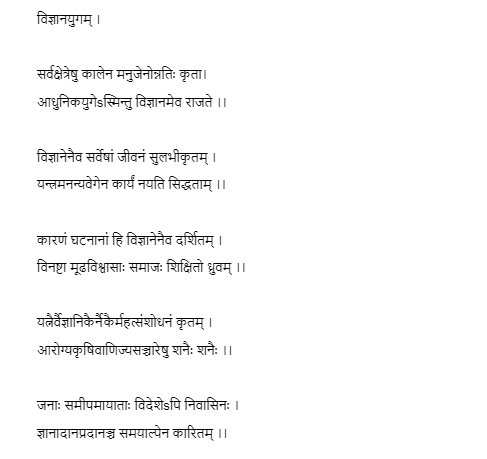 विज्ञानयुगम् ।
सर्वक्षेत्रेषु कालेन मनुजेनोन्नतिः कृता।
आधुनिकयुगेऽस्मिन्तु विज्ञानमेव राजते ।।
विज्ञानेनैव सर्वेषां जीवनं सुलभीकृतम् ।
यन्त्रमनन्यवेगेन कार्यं नयति सिद्धताम् ।।
कारणं घटनानां हि विज्ञानेनैव दर्शितम् ।
विनष्टा मूढविश्वासाः समाजः शिक्षितो ध्रुवम् ।।
यत्नैर्वैज्ञानिकैर्नैकैर्महत्संशोधनं कृतम् ।
आरोग्यकृषिवाणिज्यसञ्चारेषु शनैः शनैः ।।
जनाः समीपमायाताः विदेशेऽपि निवासिनः ।
ज्ञानादानप्रदानञ्च समयाल्पेन कारितम् ।।